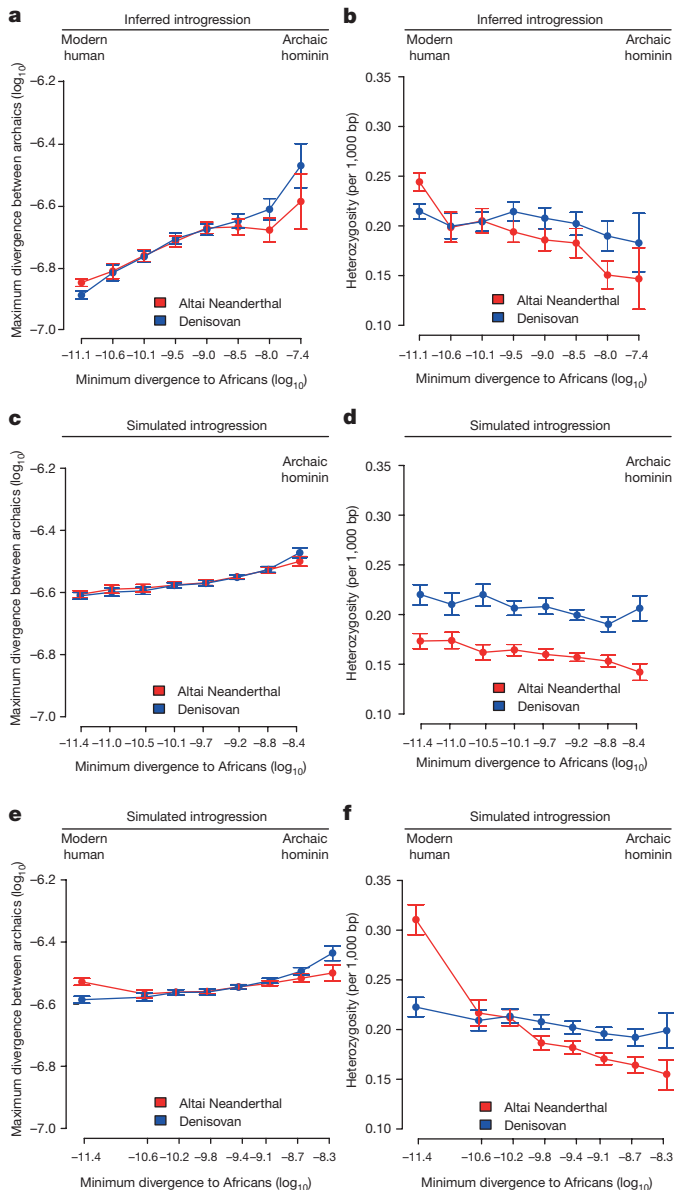 a
Inferred introgression
Modern human
Archaic hominin
Maximum divergence between archaics (log10)
−6.2
−6.4
−6.6
−6.8
−7.0
Altai Neanderthal
Denisovan
−11.1 −10.6 −10.1 −9.5 −9.0 −8.5 −8.0 −7.4
Minimum divergence to Africans (log10)
b
Inferred introgression
Modern human
Archaic hominin
Heterozygosity (per 1,000 bp)
0.35
0.30
0.25
0.20
0.15
0.10
Altai Neanderthal
Denisovan
−11.1 −10.6 −10.1 −9.5 −9.0 −8.5 −8.0 −7.4
Minimum divergence to Africans (log10)
c
Simulated introgression
Archaic hominin
Maximum divergence between archaics (log10)
−6.2
−6.4
−6.6
−6.8
−7.0
Altai Neanderthal
Denisovan
−11.4 −11.0 −10.5 −10.1 −9.7 −9.2 −8.8 −8.4
Minimum divergence to Africans (log10)
d
Simulated introgression
Archaic hominin
Heterozygosity (per 1,000 bp)
0.35
0.30
0.25
0.20
0.15
0.10
Altai Neanderthal
Denisovan
−11.4 −11.0 −10.5 −10.1 −9.7 −9.2 −8.8 −8.4
Minimum divergence to Africans (log10)
e
Simulated introgression
Modern human
Archaic hominin
Maximum divergence between archaics (log10)
−6.2
−6.4
−6.6
−6.8
−7.0
Altai Neanderthal
Denisovan
−11.4 −10.6 −10.2 −9.8 −9.4 −9.1 −8.7 −8.3
Minimum divergence to Africans (log10)
f
Simulated introgression
Modern human
Archaic hominin
Heterozygosity (per 1,000 bp)
0.35
0.30
0.25
0.20
0.15
0.10
Altai Neanderthal
Denisovan
−11.4 −10.6 −10.2 −9.8 −9.4 −9.1 −8.7 −8.3
Minimum divergence to Africans (log10)